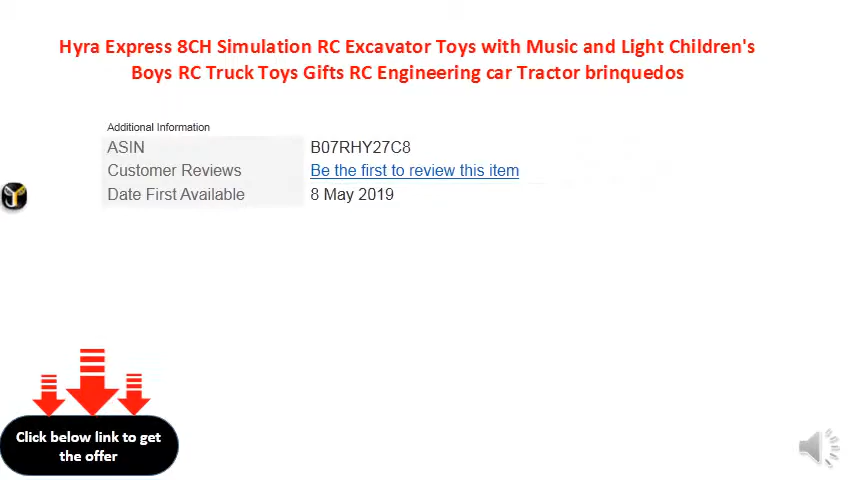 Hyra Express 8CH Simulation RC Excavator Toys with Music and Light Children's
Boys RC Truck Toys Gifts RC Engineering car Tractor brinquedos
Additional Information
ASIN B07RHY27C8
Customer Reviews Be the first to review this item
Date First Available 8 May 2019
Click below link to get
the offer